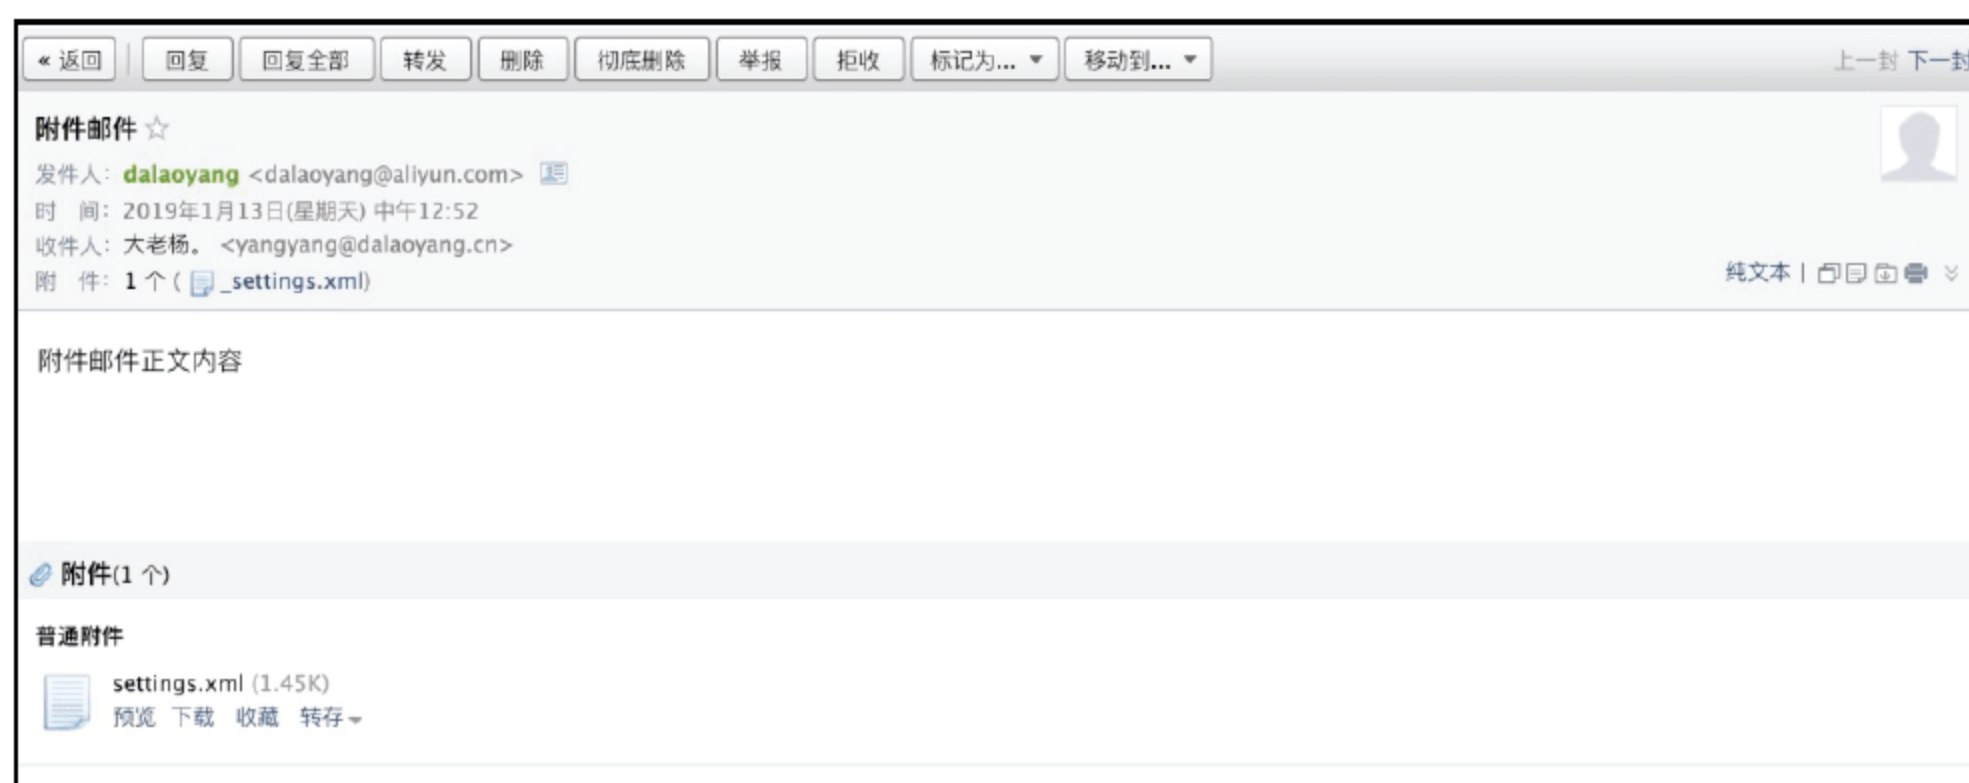 « 返回 回复 回复全部 转发 删除 彻底删除 举报 拒收 标记为... 移动到... 上一封 下一封
附件邮件
发件人: dalaoyang <dalaoyang@aliyun.com>
时 间: 2019年1月13日(星期天) 中午12:52
收件人: 大老杨。 <yangyang@dalaoyang.cn>
附 件: 1 个 ( _settings.xml)
纯文本 |
附件邮件正文内容
附件(1 个)
普通附件
settings.xml (1.45K)
预览 下载 收藏 转存